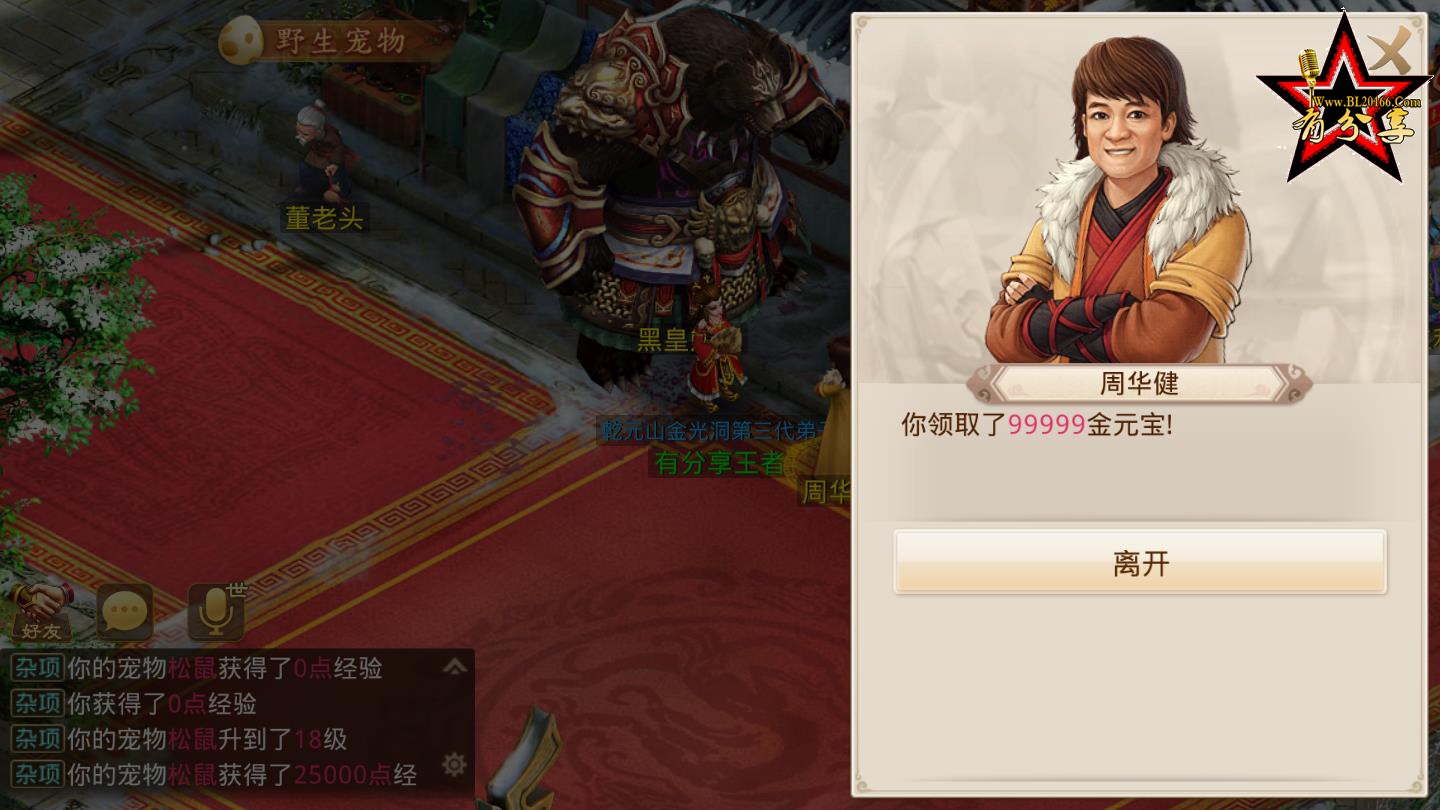 野生宠物
董老头
黑皇
乾元山金光洞第三代弟
有分享王者
周华
世
好友
杂项 你的宠物松鼠获得了0点经验
杂项 你获得了0点经验
杂项 你的宠物松鼠升到了18级
杂项 你的宠物松鼠获得了25000点经
Www.BL20166.Com
有分享
周华健
你领取了99999金元宝!
离开